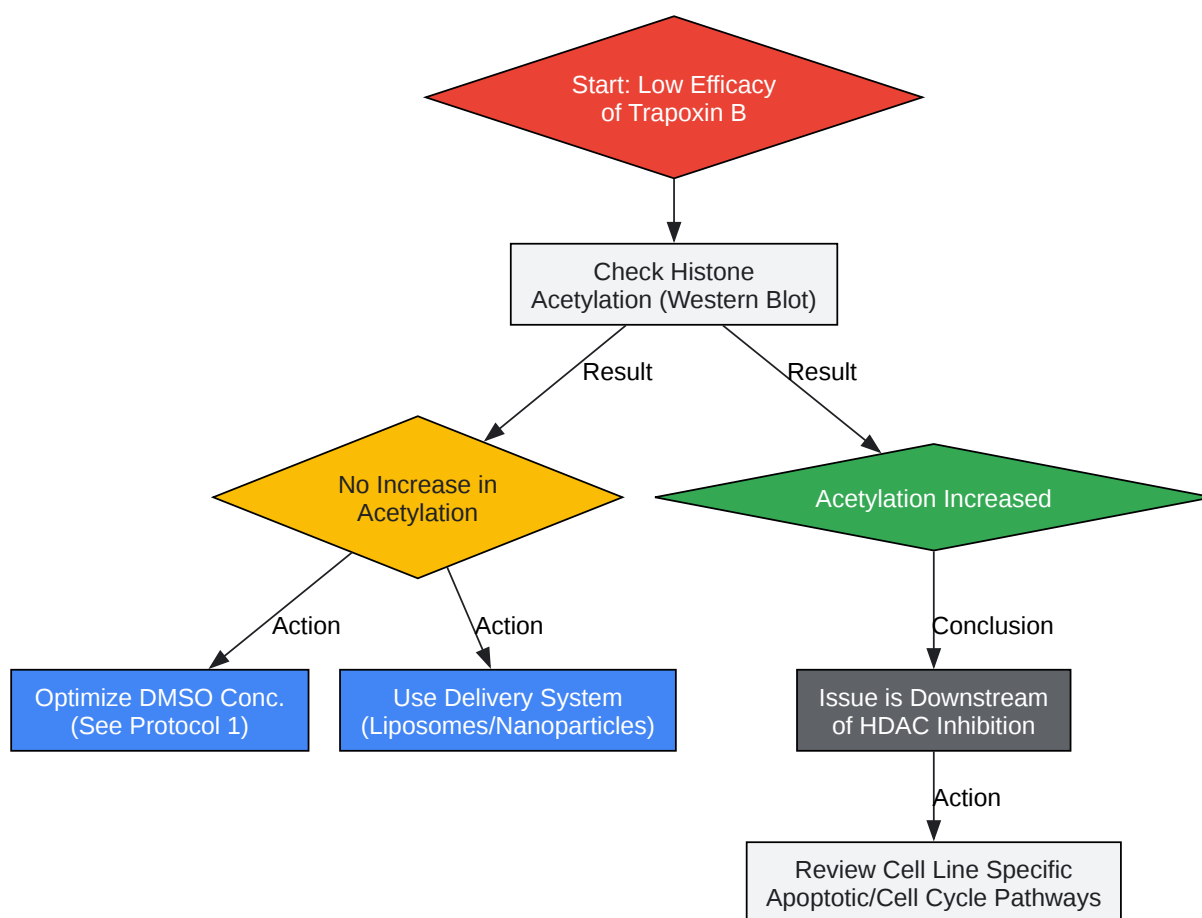 Start: Low Efficacy
of Trapoxin B
Check Histone
Acetylation (Western Blot)
Result
Result
No Increase in
Acetylation
Acetylation Increased
Action
Action
Conclusion
Optimize DMSO Conc.
(See Protocol 1)
Use Delivery System
(Liposomes/Nanoparticles)
Issue is Downstream
of HDAC Inhibition
Action
Review Cell Line Specific
Apoptotic/Cell Cycle Pathways